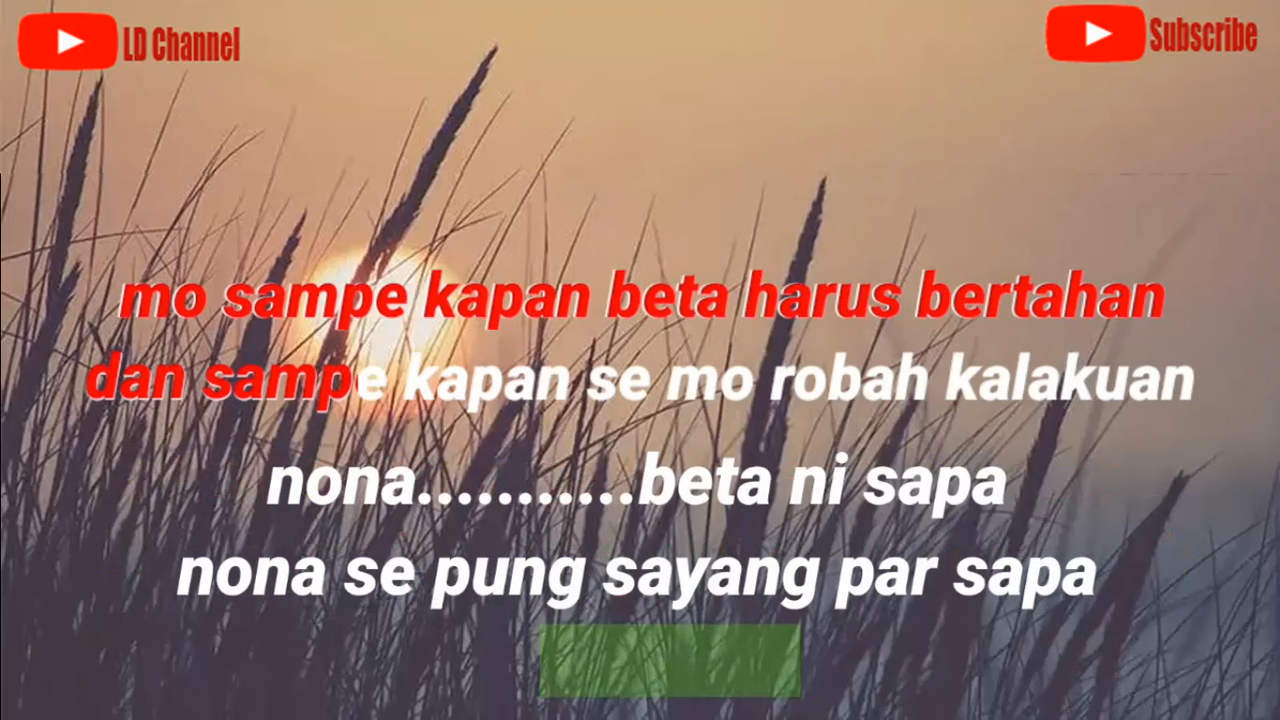 LD Channel
Subscribe
mo sampe kapan beta harus bertahan
dan sampe kapan se mo robah kalakuan
nona...........beta ni sapa
nona se pung sayang par sapa